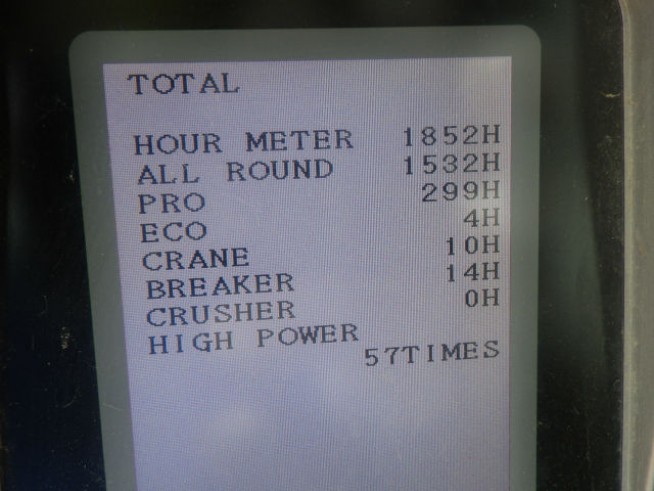 TOTAL
HOUR METER 1852H
ALL ROUND 1532H
PRO 299H
ECO 4H
CRANE 10H
BREAKER 14H
CRUSHER 0H
HIGH POWER
57TIMES